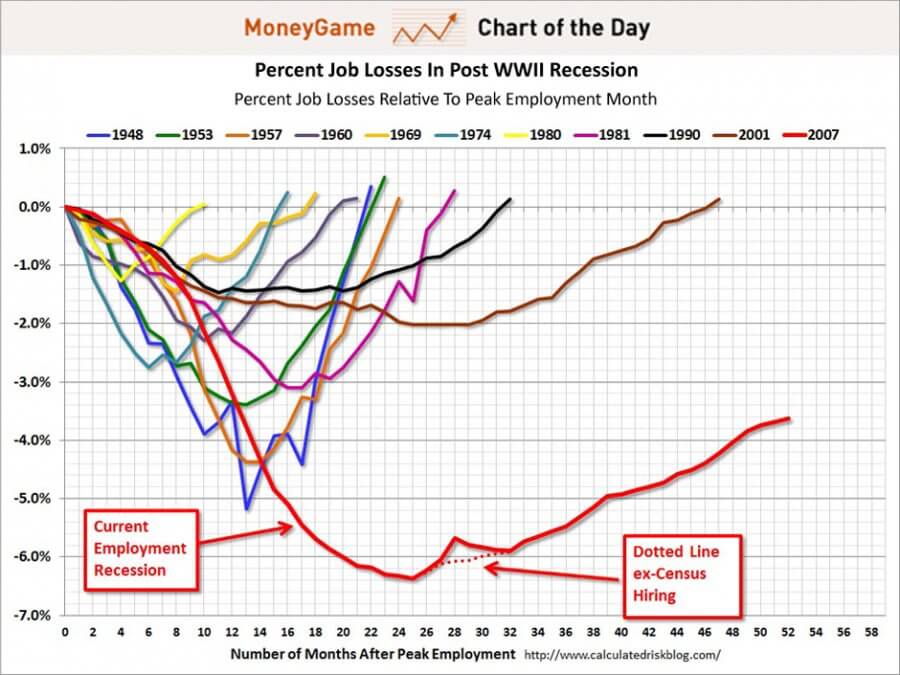 MoneyGame Chart of the Day
Percent Job Losses In Post WWII Recession
Percent Job Losses Relative To Peak Employment Month
1948 1953 1957 1960 1969 1974 1980 1981 1990 2001 2007
1.0%
0.0%
-1.0%
-2.0%
-3.0%
-4.0%
-5.0%
-6.0%
-7.0%
Current
Employment
Recession
Dotted Line
ex-Census
Hiring
0 2 4 6 8 10 12 14 16 18 20 22 24 26 28 30 32 34 36 38 40 42 44 46 48 50 52 54 56 58
Number of Months After Peak Employment http://www.calculatedriskblog.com/